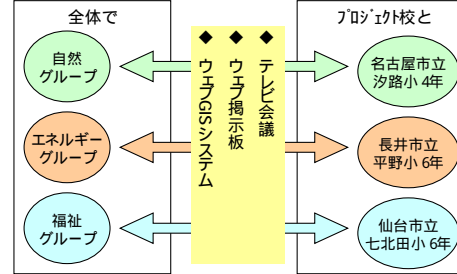 全体で
自然
グループ
エネルギー
グループ
福祉
グループ
◆ テレビ会議
◆ ウェブ掲示板
◆ ウェブGISシステム
プロジェクト校と
名古屋市立
汐路小 4年
長井市立
平野小 6年
仙台市立
七北田小 6年